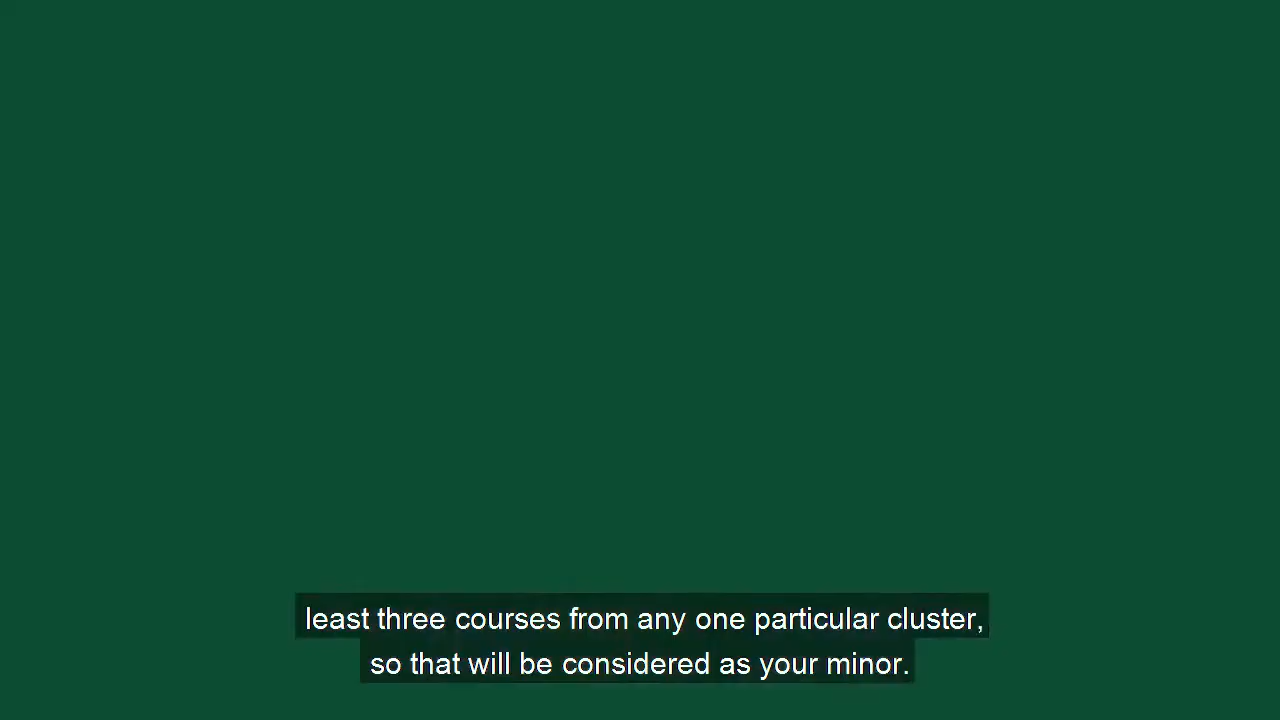 least three courses from any one particular cluster,
so that will be considered as your minor.